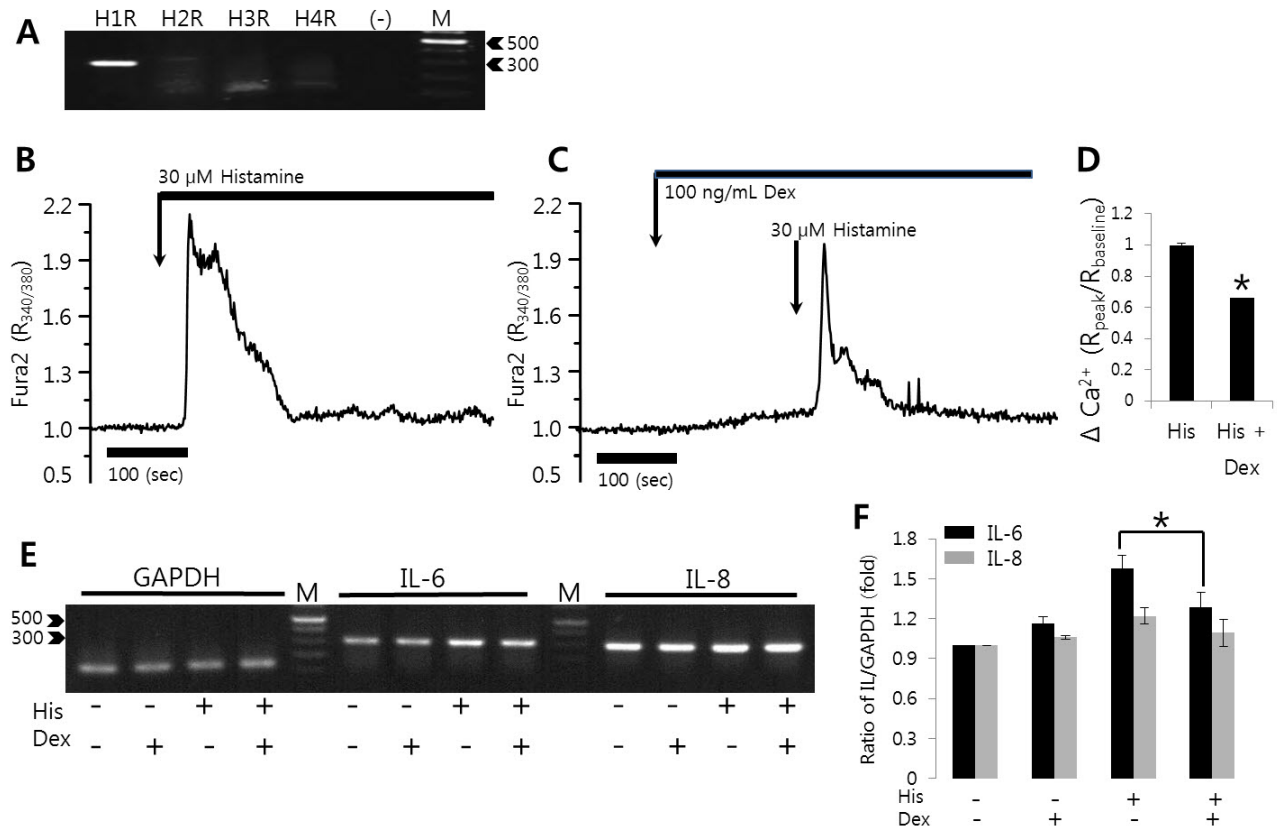 A
H1R H2R H3R H4R (-) M
500
300
B
30 µM Histamine
Fura2 (R340/380)
2.2
1.9
1.6
1.3
1.0
0.5
100 (sec)
C
100 ng/mL Dex
30 µM Histamine
Fura2 (R340/380)
2.2
1.9
1.6
1.3
1.0
0.5
100 (sec)
D
Δ Ca2+ (Rpeak/Rbaseline)
1.2
1
0.8
0.6
0.4
0.2
0
*
His His +
Dex
E
GAPDH M IL-6 M IL-8
500
300
His - - + + - - + + - - + +
Dex - + - + - + - + - + - +
F
IL-6
IL-8
*
Ratio of IL/GAPDH (fold)
1.8
1.5
1.2
0.9
0.6
0.3
0
His - - + +
Dex - + - +